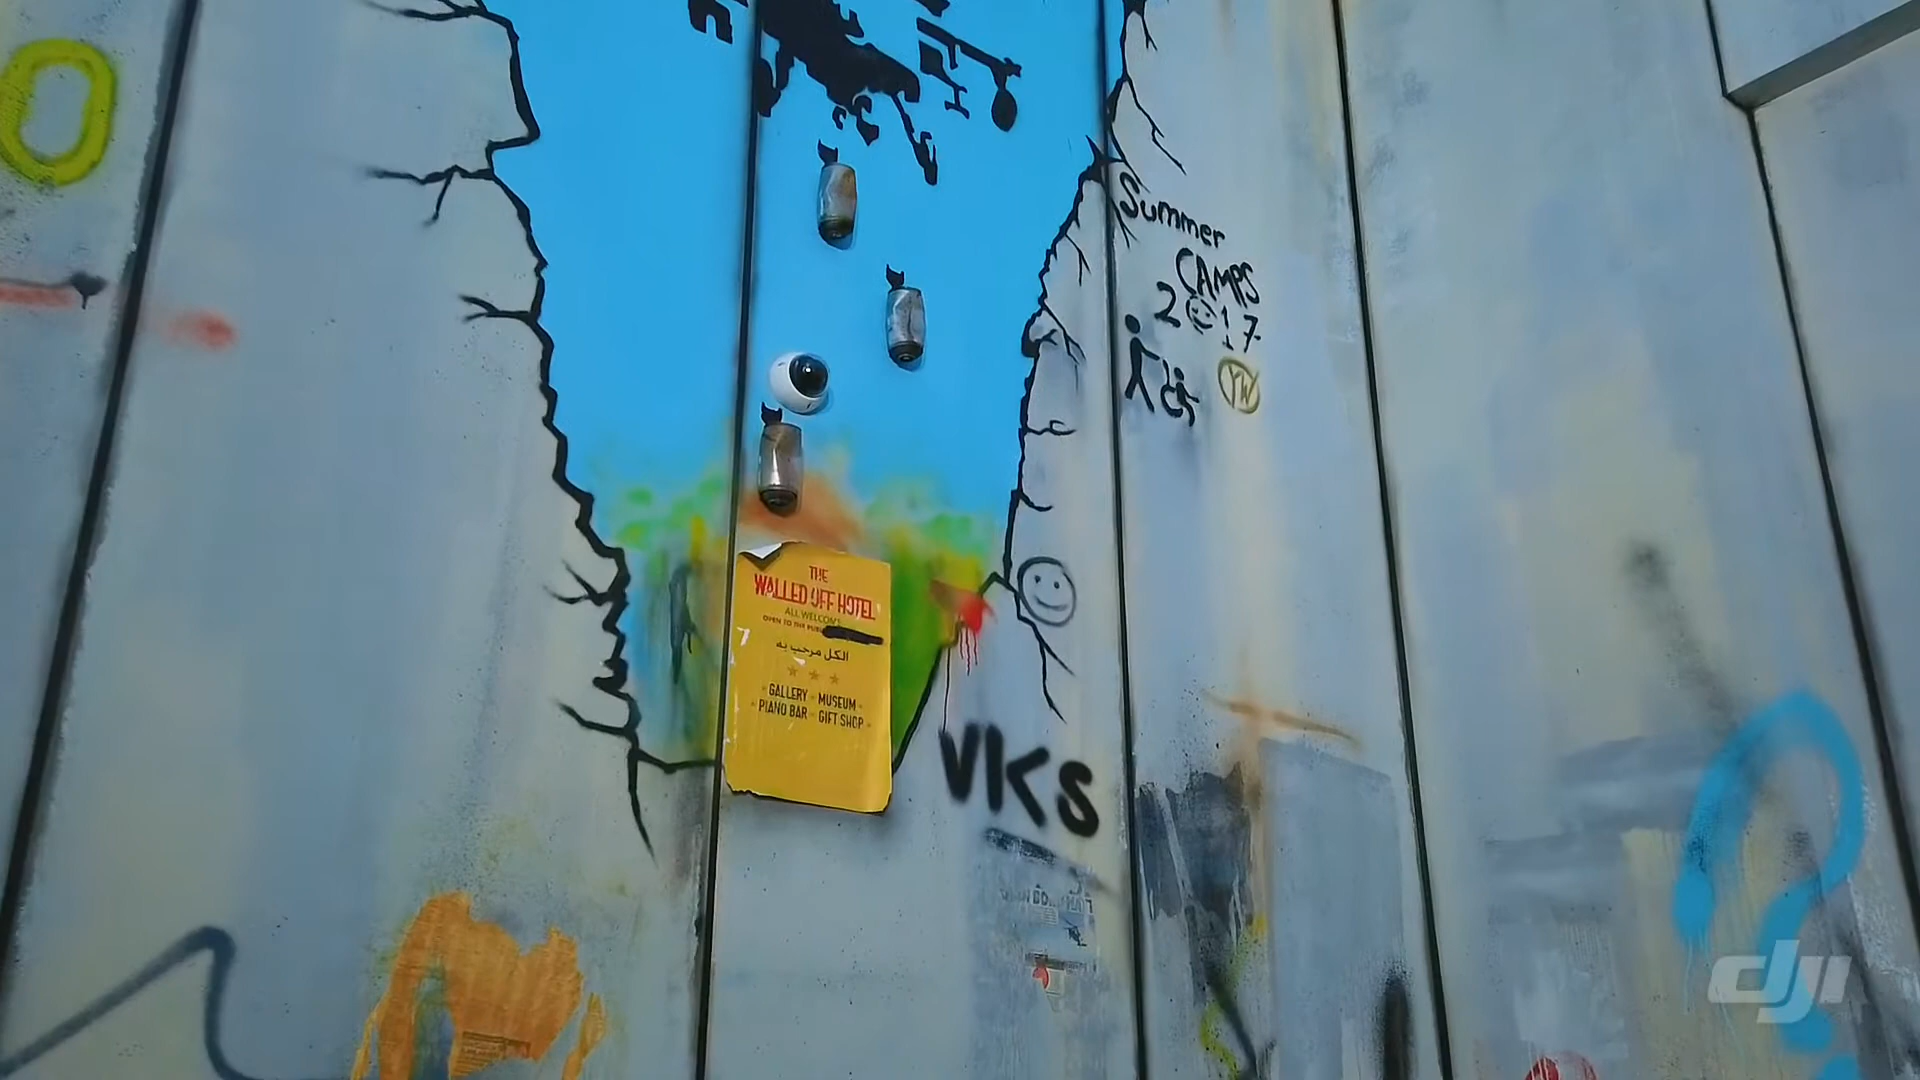 Summer
CAMPS
2017
YW
THE
WALLED OFF HOTEL
ALL WELCOME
OPEN TO THE PUBLIC
الكل مرحب به
GALLERY MUSEUM
PIANO BAR GIFT SHOP
VKS
?
dji